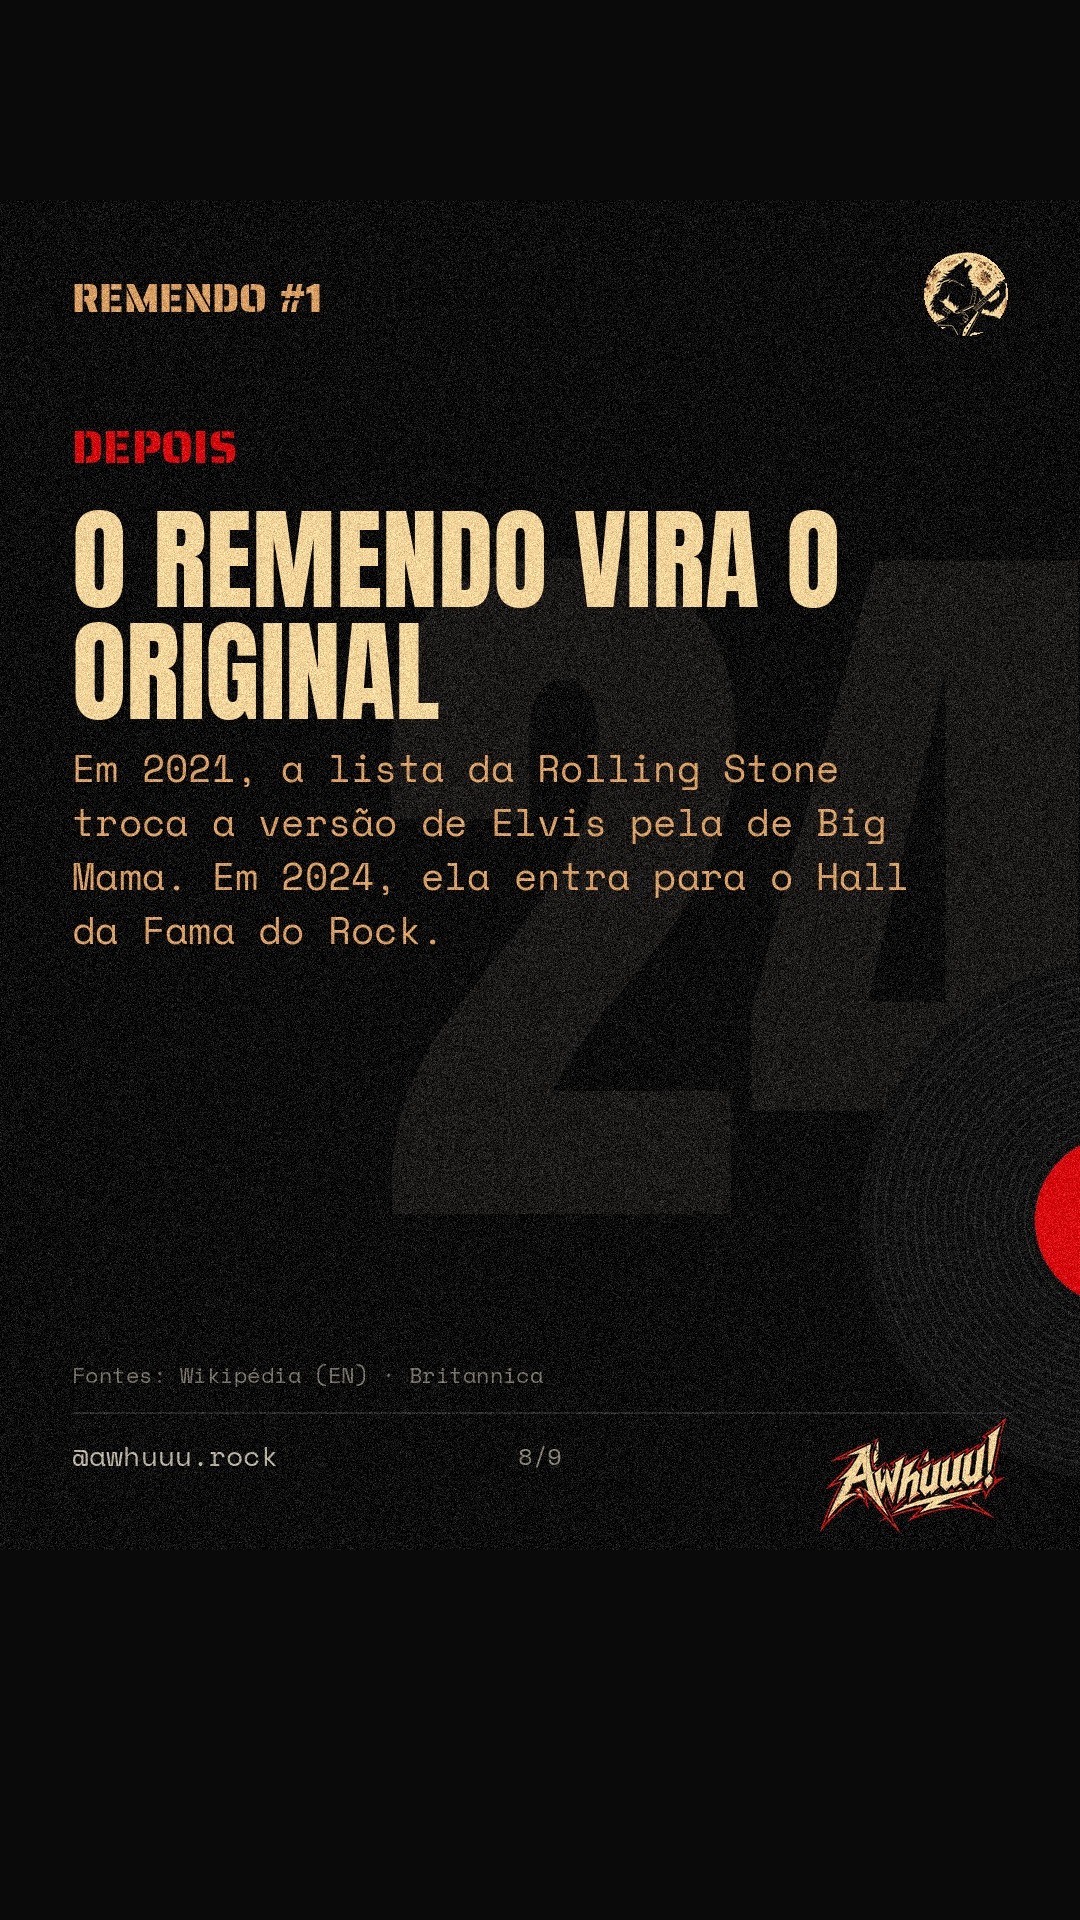 REMENDO #1
DEPOIS
O REMENDO VIRA O
ORIGINAL
Em 2021, a lista da Rolling Stone
troca a versão de Elvis pela de Big
Mama. Em 2024, ela entra para o Hall
da Fama do Rock.
24
Fontes: Wikipédia (EN) · Britannica
@awhuuu.rock
8/9
Awhuuu!